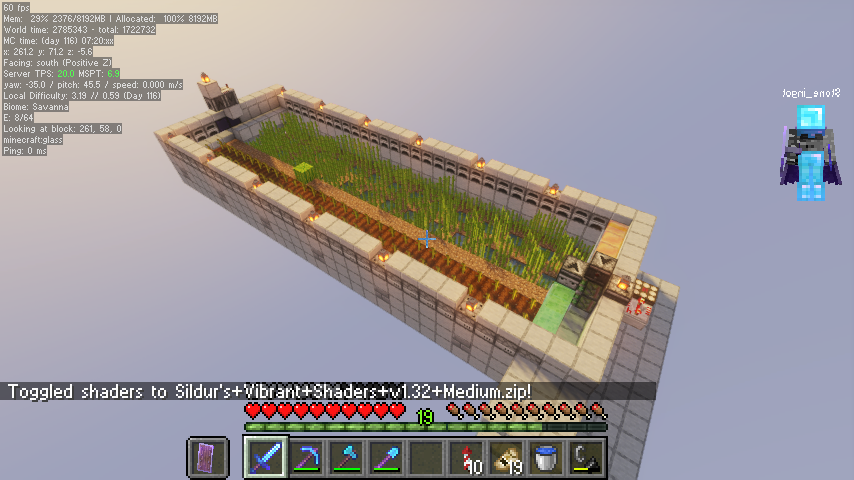 60 fps
Mem: 29% 2376/8192MB | Allocated: 100% 8192MB
World time: 2785343 - total: 1722732
MC time: (day 116) 07:20:xx
x: 261.2 y: 71.2 z: -5.6
Facing: south (Positive Z)
Server TPS: 20.0 MSPT: 6.9
yaw: -35.0 / pitch: 45.5 / speed: 0.000 m/s
Local Difficulty: 3.19 // 0.59 (Day 116)
Biome: Savanna
E: 8/64
Looking at block: 261, 58, 0
minecraft:glass
Ping: 0 ms
Toggled shaders to Sildur's+Vibrant+Shaders+v1.32+Medium.zip!
19
10
19